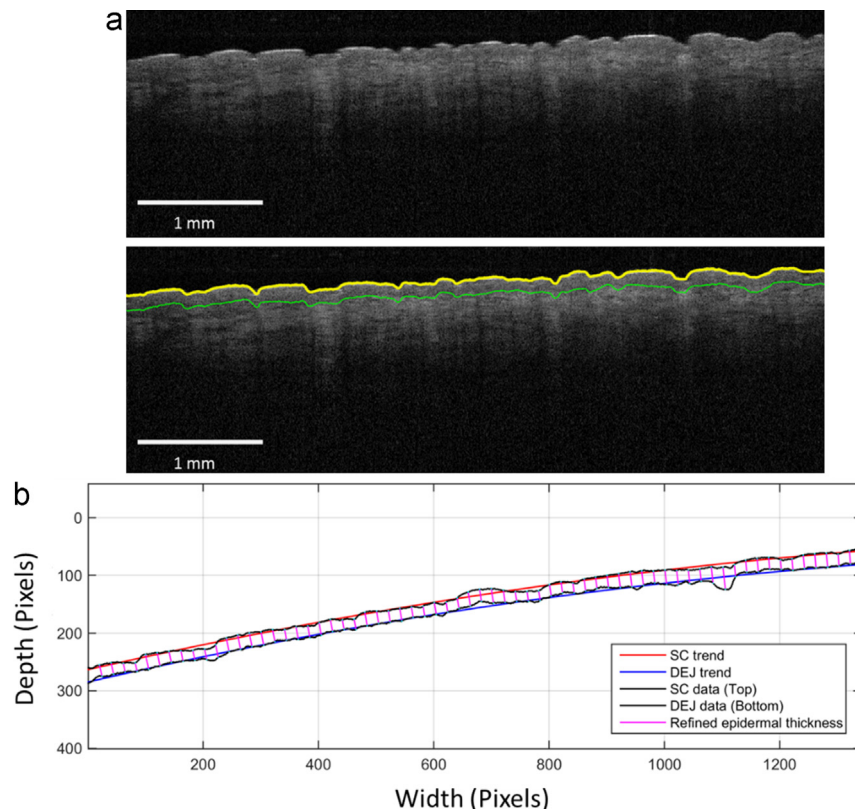 a
1 mm
1 mm
b
0
100
200
300
400
Depth (Pixels)
SC trend
DEJ trend
SC data (Top)
DEJ data (Bottom)
Refined epidermal thickness
200
400
600
800
1000
1200
Width (Pixels)